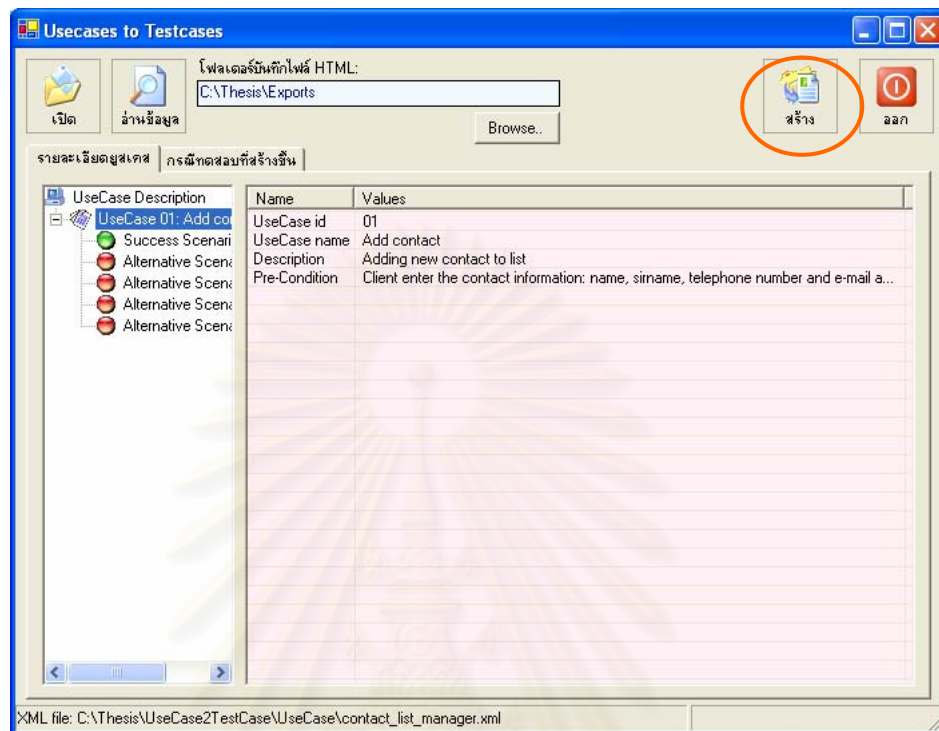 Usecases to Testcases
โฟลเดอร์บันทึกไฟล์ HTML:
C:\Thesis\Exports
Browse..
เปิด
อ่านข้อมูล
สร้าง
ออก
รายละเอียดยูสเคส
กรณีทดสอบที่สร้างขึ้น
UseCase Description
UseCase 01: Add co
Success Scenari
Alternative Scena
Alternative Scena
Alternative Scena
Alternative Scena
Name Values
UseCase id 01
UseCase name Add contact
Description Adding new contact to list
Pre-Condition Client enter the contact information: name, sirname, telephone number and e-mail a...
XML file: C:\Thesis\UseCase2TestCase\UseCase\contact_list_manager.xml